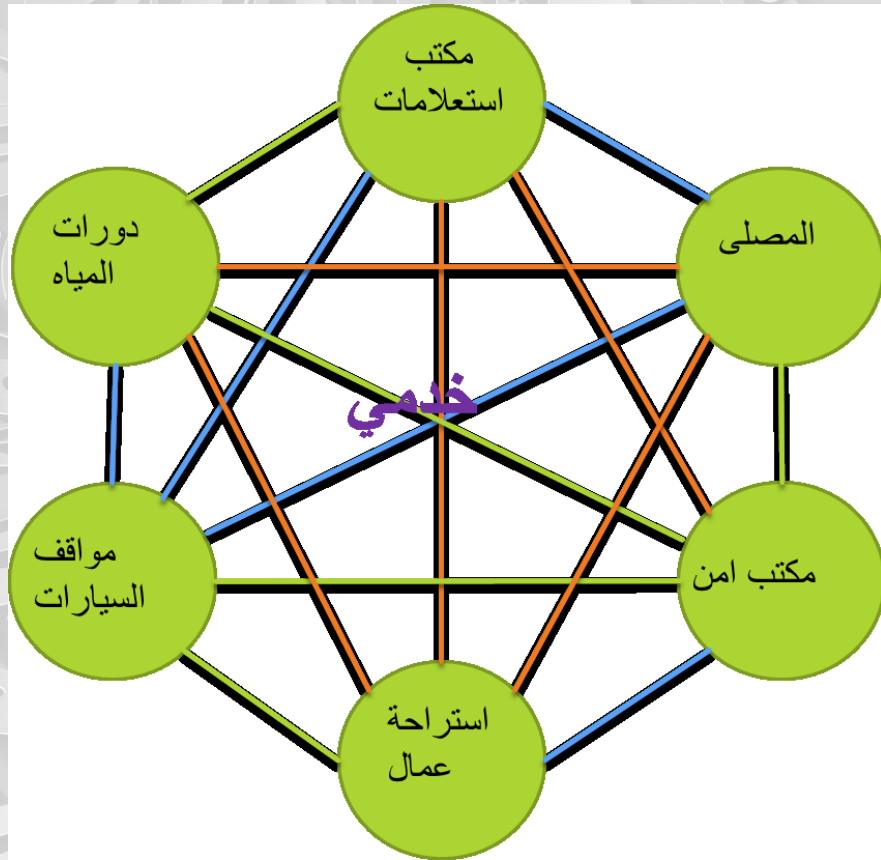 مكتب
استعلامات
دورات
المياه
المصلى
خدمي
مواقف
السيارات
مكتب امن
استراحة
عمال